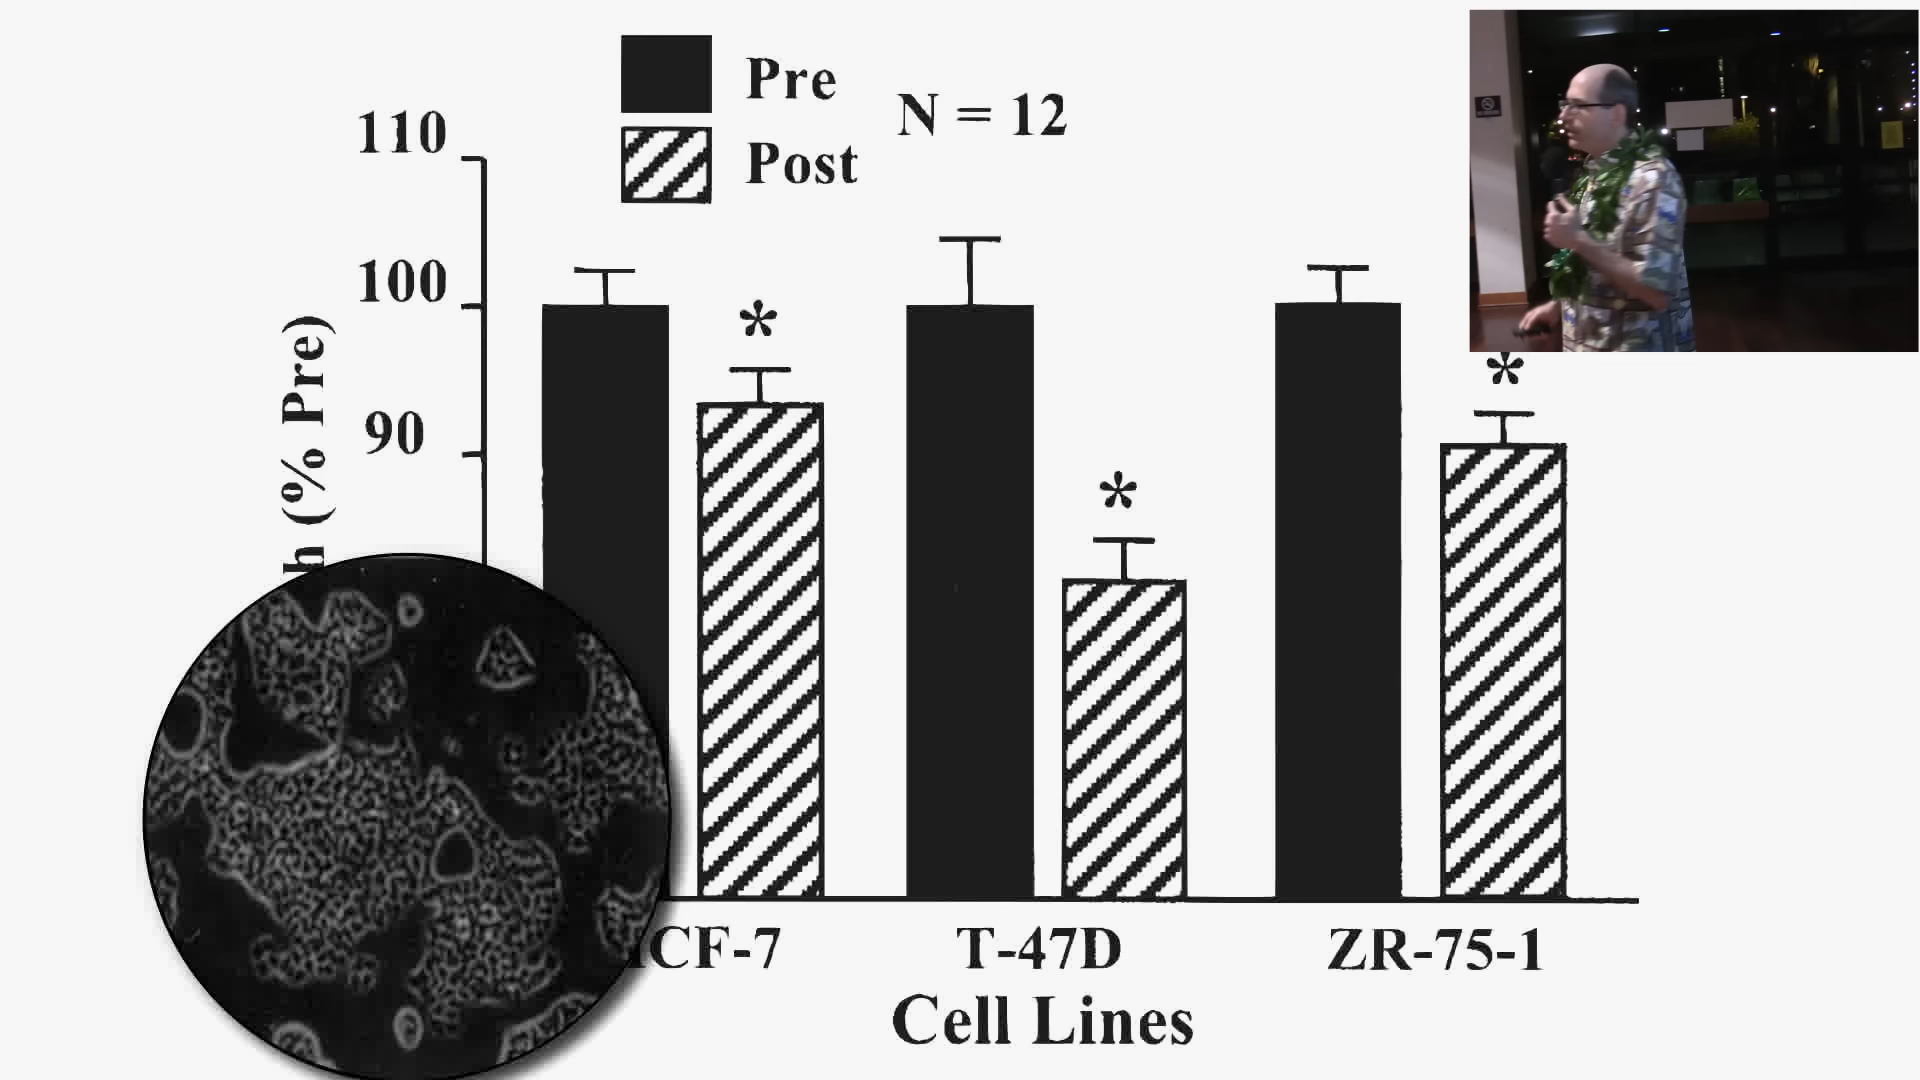 Pre
Post
N = 12
110
100
90
h (% Pre)
*
*
*
CF-7
T-47D
ZR-75-1
Cell Lines